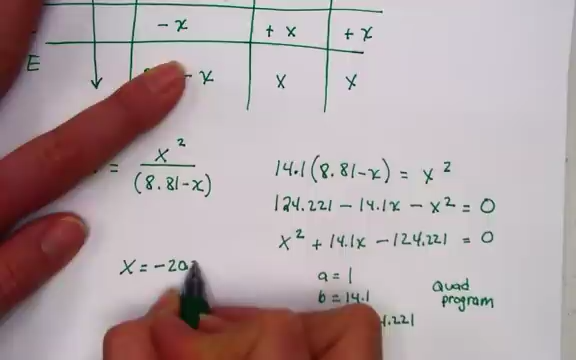 - x + x + x
E - x x x
= x²/(8.81-x)
14.1(8.81-x) = x²
124.221 - 14.1x - x² = 0
x² + 14.1x - 124.221 = 0
x = -20
a = 1
b = 14.1
4.221
Quad
program